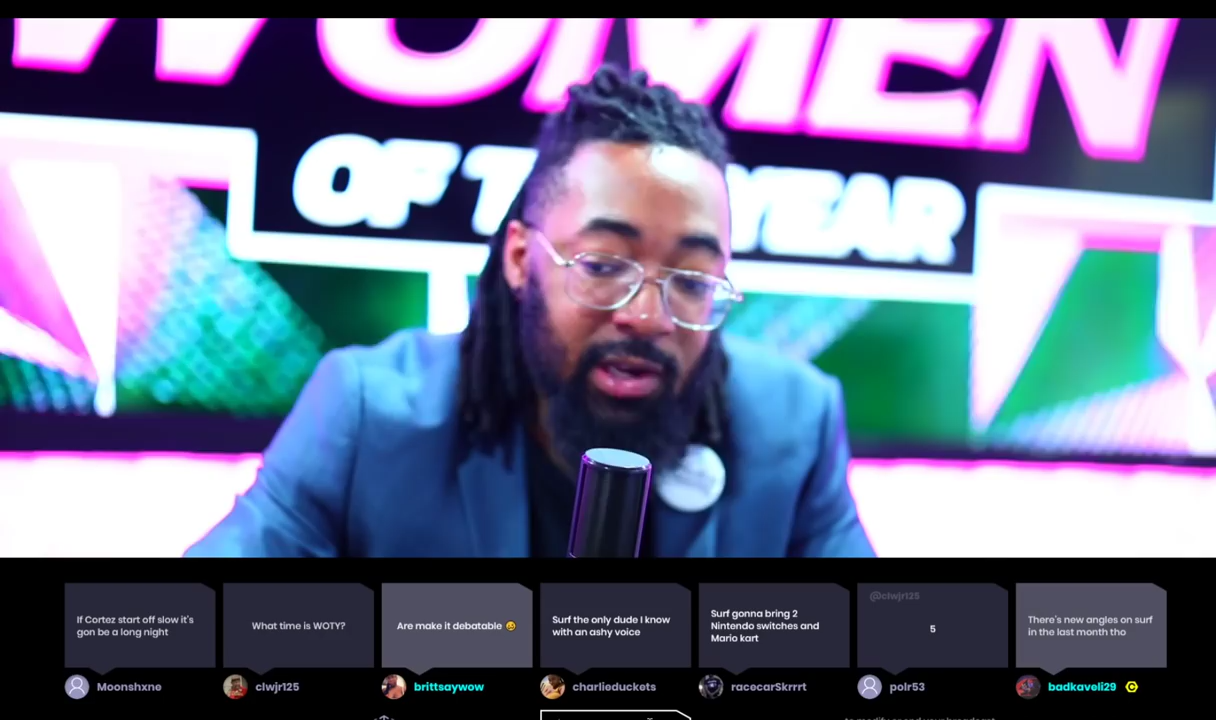 WOMEN
OF T YEAR
If Cortez start off slow it's
gon be a long night
What time is WOTY?
Are make it debatable 😆
Surf the only dude I know
with an ashy voice
Surf gonna bring 2
Nintendo switches and
Mario kart
@clwjr125
5
There's new angles on surf
in the last month tho
Moonshxne
clwjr125
brittsaywow
charlieduckets
racecarSkrrrt
polr53
badkaveli29 C